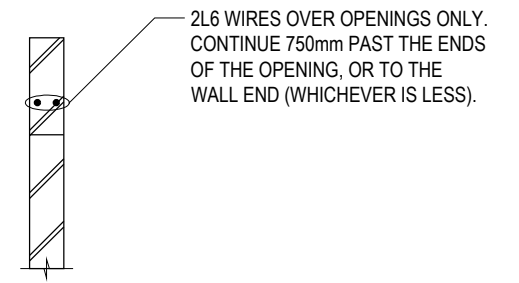 2L6 WIRES OVER OPENINGS ONLY.
CONTINUE 750mm PAST THE ENDS
OF THE OPENING, OR TO THE
WALL END (WHICHEVER IS LESS).